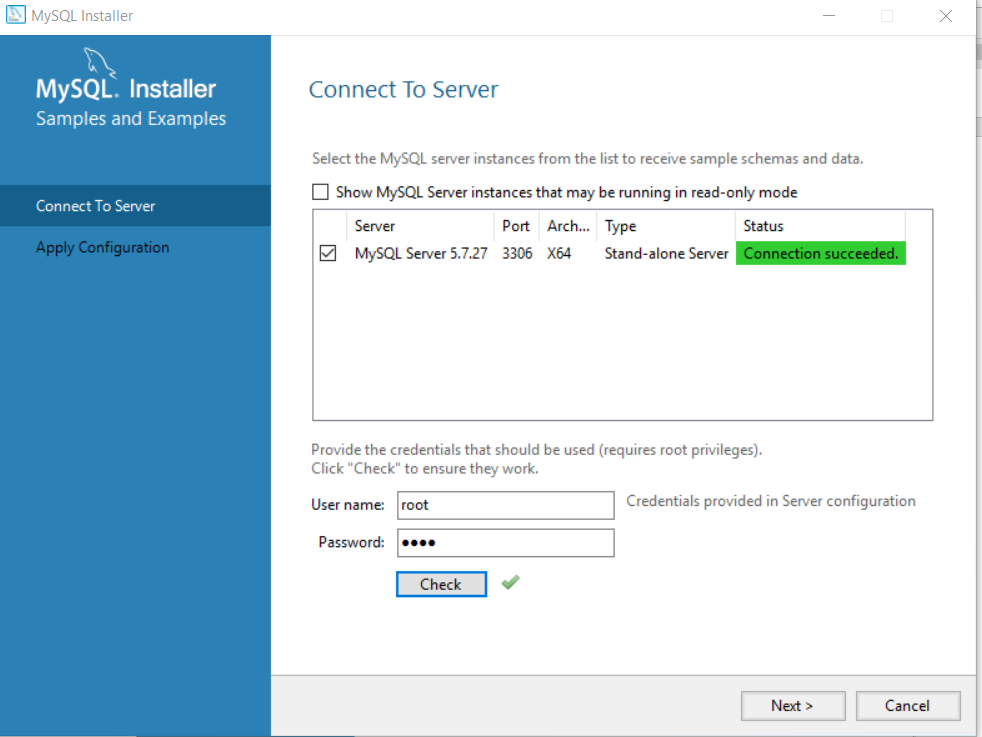 MySQL Installer
MySQL. Installer
Samples and Examples
Connect To Server
Apply Configuration
Connect To Server
Select the MySQL server instances from the list to receive sample schemas and data.
Show MySQL Server instances that may be running in read-only mode
Server Port Arch... Type Status
MySQL Server 5.7.27 3306 X64 Stand-alone Server Connection succeeded.
Provide the credentials that should be used (requires root privileges).
Click "Check" to ensure they work.
User name: root Credentials provided in Server configuration
Password: ●●●●
Check
Next > Cancel